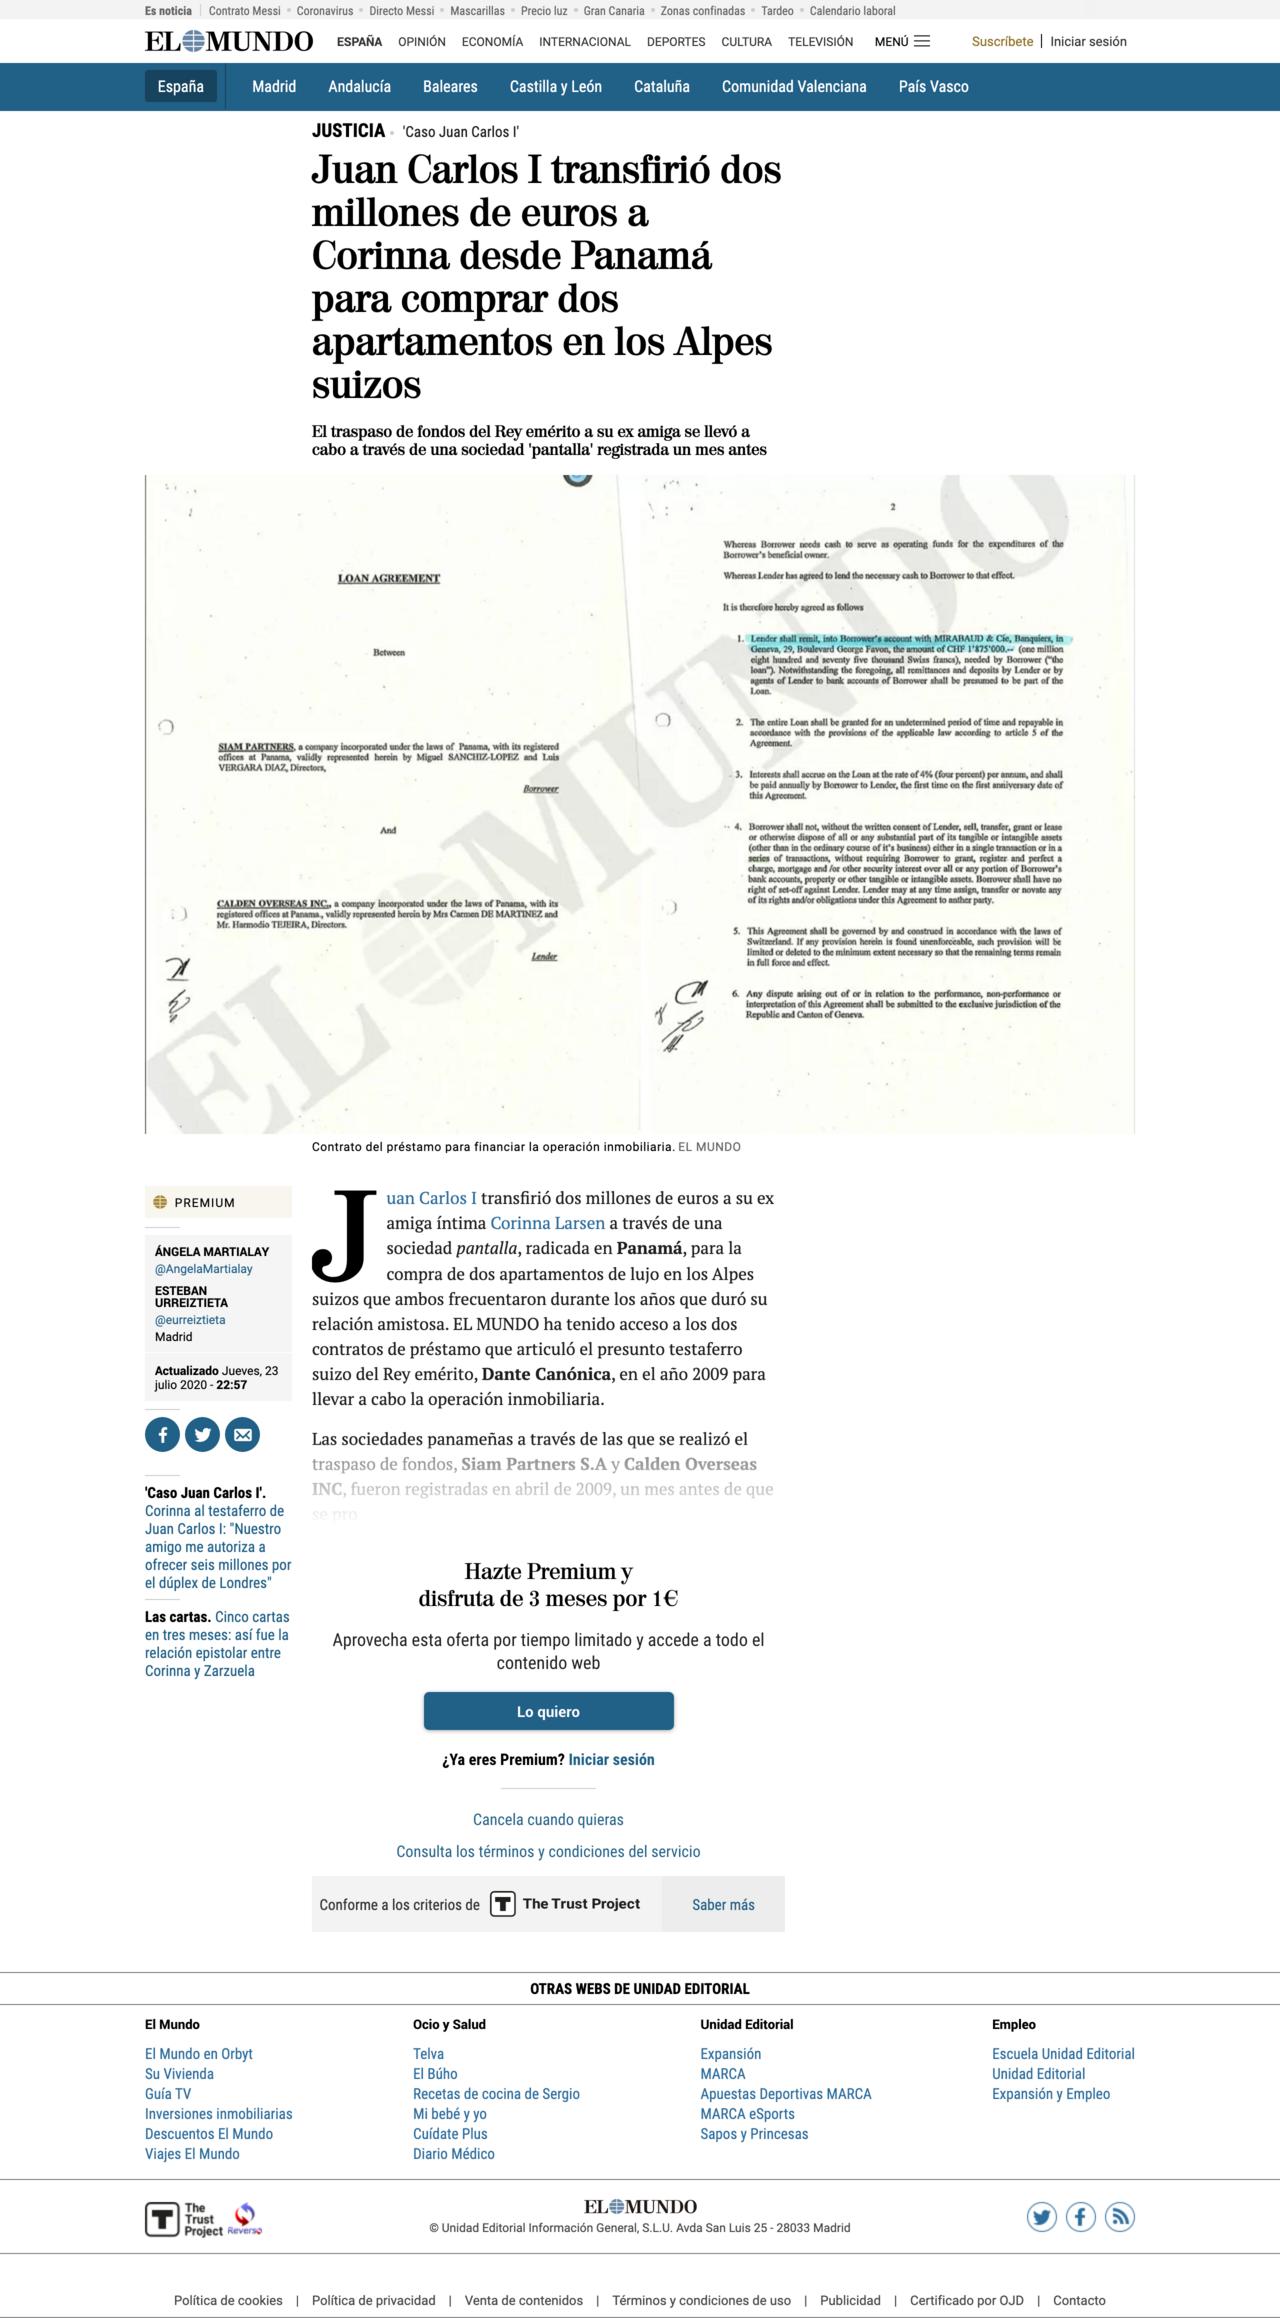 Es noticia
Contrato Messi
Coronavirus
Directo Messi
Mascarillas
Precio luz
Gran Canaria
Zonas confinadas
Tardeo
Calendario laboral
EL MUNDO
ESPAÑA
OPINIÓN
ECONOMÍA
INTERNACIONAL
DEPORTES
CULTURA
TELEVISIÓN
MENÚ
Suscríbete | Iniciar sesión
España
Madrid
Andalucía
Baleares
Castilla y León
Cataluña
Comunidad Valenciana
País Vasco
JUSTICIA
'Caso Juan Carlos I'
Juan Carlos I transfirió dos
millones de euros a
Corinna desde Panamá
para comprar dos
apartamentos en los Alpes
suizos
El traspaso de fondos del Rey emérito a su ex amiga se llevó a
cabo a través de una sociedad 'pantalla' registrada un mes antes
EL MUNDO
LOAN AGREEMENT
Between
SIAM PARTNERS, a company incorporated under the laws of Panama, with its registered
offices at Panama, validly represented herein by Miguel SANCHIZ-LOPEZ and Luis
VERGARA DIAZ, Directors,
Borrower
And
CALDEN OVERSEAS INC., a company incorporated under the laws of Panama, with its
registered offices at Panama., validly represented herein by Mrs Carmen DE MARTINEZ and
Mr. Harmodio TEJEIRA, Directors.
Lender
2
Whereas Borrower needs cash to serve as operating funds for the expenditures of the
Borrower's beneficial owner.
Whereas Lender has agreed to lend the necessary cash to Borrower to that effect.
It is therefore hereby agreed as follows
1. Lender shall remit, into Borrower's account with MIRABAUD & Cie, Banquiers, in
Geneva, 29, Boulevard George Favon, the amount of CHF 1'875'000.-- (one million
eight hundred and seventy five thousand Swiss francs), needed by Borrower ("the
loan"). Notwithstanding the foregoing, all remittances and deposits by Lender or by
agents of Lender to bank accounts of Borrower shall be presumed to be part of the
Loan.
2. The entire Loan shall be granted for an undetermined period of time and repayable in
accordance with the provisions of the applicable law according to article 5 of the
Agreement.
3. Interests shall accrue on the Loan at the rate of 4% (four percent) per annum, and shall
be paid annually by Borrower to Lender, the first time on the first anniversary date of
this Agreement.
4. Borrower shall not, without the written consent of Lender, sell, transfer, grant or lease
or otherwise dispose of all or any substantial part of its tangible or intangible assets
(other than in the ordinary course of it's business) either in a single transaction or in a
series of transactions, without requiring Borrower to grant, register and perfect a
charge, mortgage and /or other security interest over all or any portion of Borrower's
bank accounts, property or other tangible or intangible assets. Borrower shall have no
right of set-off against Lender. Lender may at any time assign, transfer or novate any
of its rights and/or obligations under this Agreement to anther party.
5. This Agreement shall be governed by and construed in accordance with the laws of
Switzerland. If any provision herein is found unenforceable, such provision will be
limited or deleted to the minimum extent necessary so that the remaining terms remain
in full force and effect.
6. Any dispute arising out of or in relation to the performance, non-performance or
interpretation of this Agreement shall be submitted to the exclusive jurisdiction of the
Republic and Canton of Geneva.
Contrato del préstamo para financiar la operación inmobiliaria. EL MUNDO
PREMIUM
ÁNGELA MARTIALAY
@AngelaMartialay
ESTEBAN
URREIZTIETA
@eurreiztieta
Madrid
Actualizado Jueves, 23
julio 2020 - 22:57
'Caso Juan Carlos I'.
Corinna al testaferro de
Juan Carlos I: "Nuestro
amigo me autoriza a
ofrecer seis millones por
el dúplex de Londres"
Las cartas. Cinco cartas
en tres meses: así fue la
relación epistolar entre
Corinna y Zarzuela
Juan Carlos I transfirió dos millones de euros a su ex
amiga íntima Corinna Larsen a través de una
sociedad pantalla, radicada en Panamá, para la
compra de dos apartamentos de lujo en los Alpes
suizos que ambos frecuentaron durante los años que duró su
relación amistosa. EL MUNDO ha tenido acceso a los dos
contratos de préstamo que articuló el presunto testaferro
suizo del Rey emérito, Dante Canónica, en el año 2009 para
llevar a cabo la operación inmobiliaria.
Las sociedades panameñas a través de las que se realizó el
traspaso de fondos, Siam Partners S.A y Calden Overseas
INC, fueron registradas en abril de 2009, un mes antes de que
se pro
Hazte Premium y
disfruta de 3 meses por 1€
Aprovecha esta oferta por tiempo limitado y accede a todo el
contenido web
Lo quiero
¿Ya eres Premium? Iniciar sesión
Cancela cuando quieras
Consulta los términos y condiciones del servicio
Conforme a los criterios de T The Trust Project
Saber más
OTRAS WEBS DE UNIDAD EDITORIAL
El Mundo
El Mundo en Orbyt
Su Vivienda
Guía TV
Inversiones inmobiliarias
Descuentos El Mundo
Viajes El Mundo
Ocio y Salud
Telva
El Búho
Recetas de cocina de Sergio
Mi bebé y yo
Cuídate Plus
Diario Médico
Unidad Editorial
Expansión
MARCA
Apuestas Deportivas MARCA
MARCA eSports
Sapos y Princesas
Empleo
Escuela Unidad Editorial
Unidad Editorial
Expansión y Empleo
T The
Trust
Project
Reverso
EL MUNDO
© Unidad Editorial Información General, S.L.U. Avda San Luis 25 - 28033 Madrid
Política de cookies | Política de privacidad | Venta de contenidos | Términos y condiciones de uso | Publicidad | Certificado por OJD | Contacto